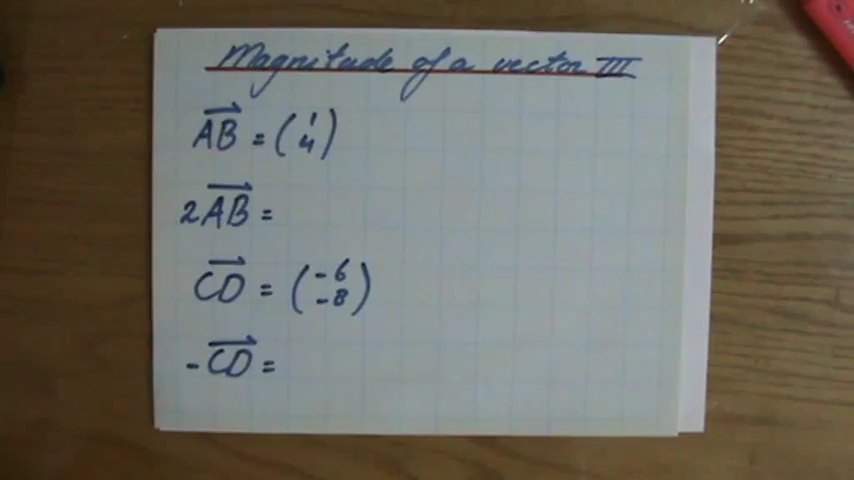 Magnitude of a vector III
AB = (1
4)
2AB =
CD = (-6
-8)
-CD =